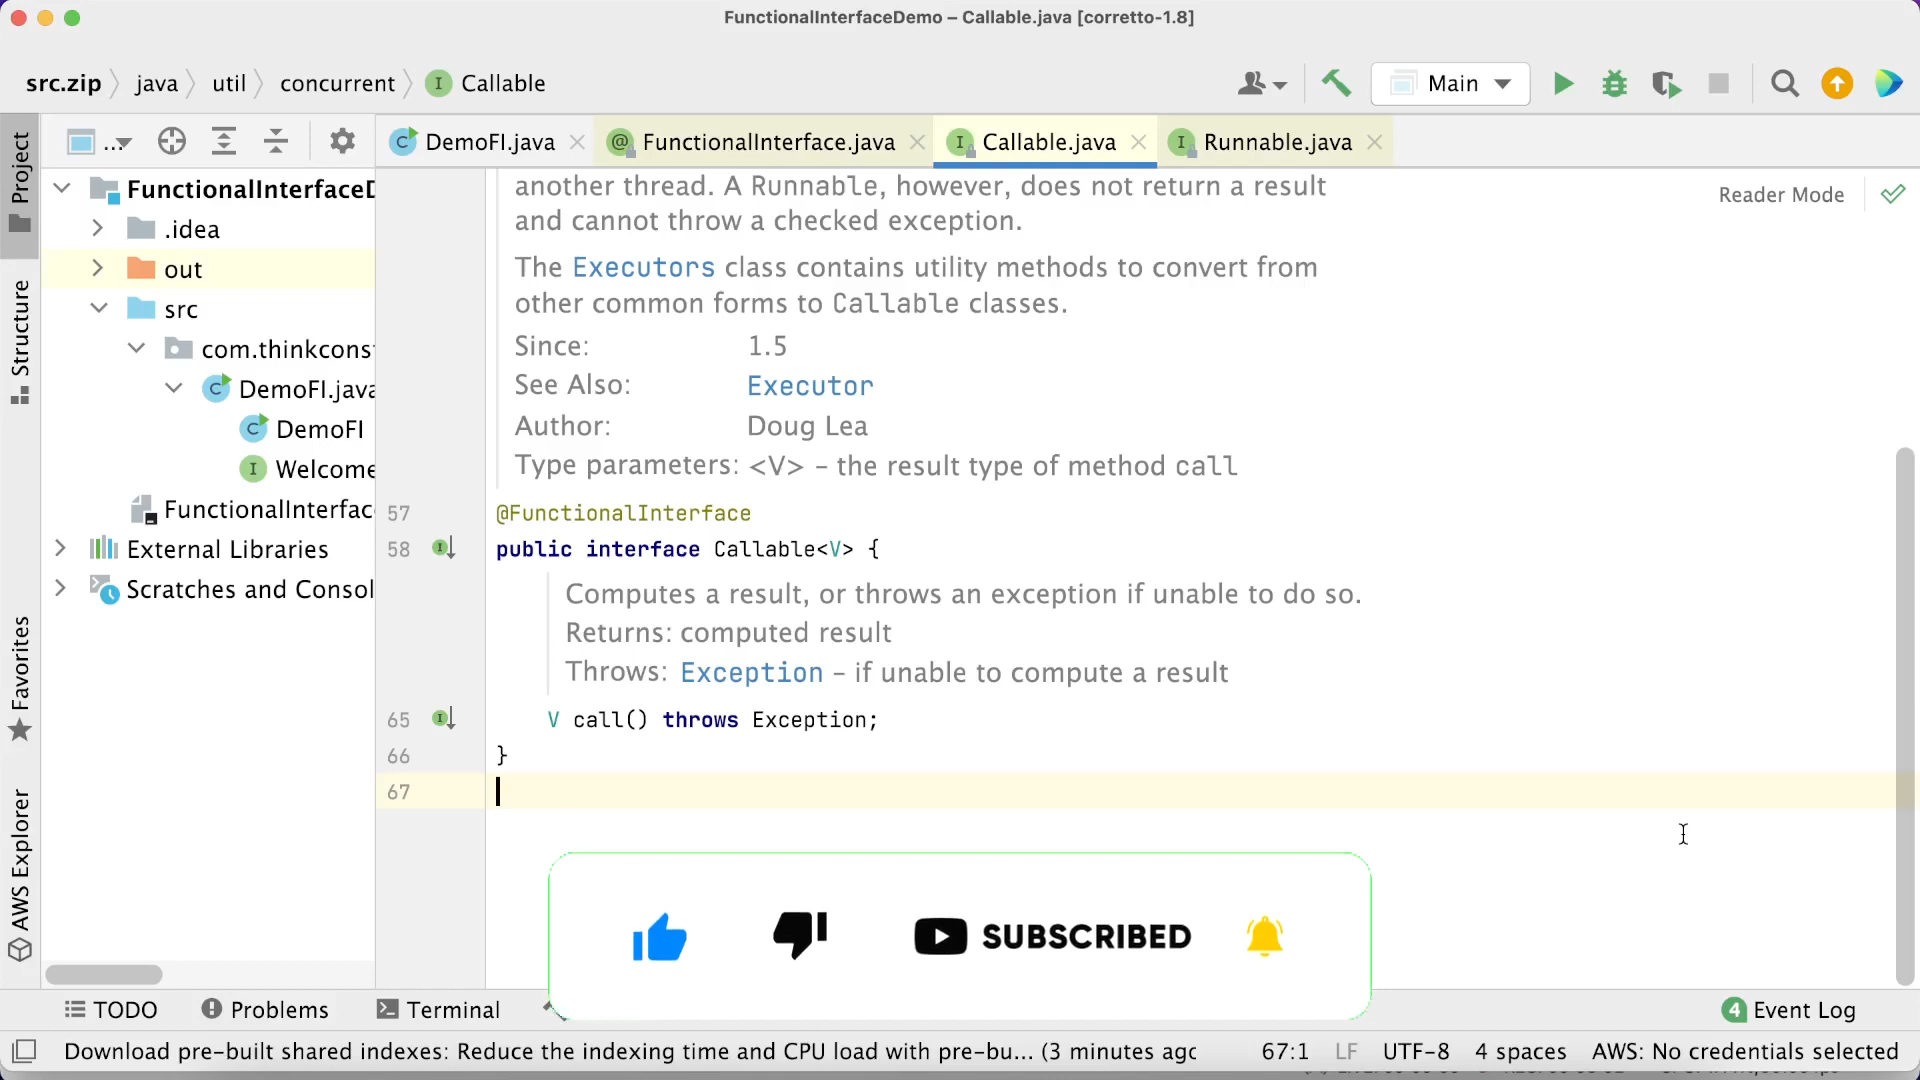 FunctionalInterfaceDemo – Callable.java [corretto-1.8]
src.zip java util concurrent I Callable
Main
Project
... DemoFI.java FunctionalInterface.java Callable.java Runnable.java
Reader Mode
FunctionalInterfaceD
.idea
out
src
com.thinkconst
DemoFI.java
DemoFI
Welcome
FunctionalInterfac
External Libraries
Scratches and Consol
Structure
Favorites
AWS Explorer
another thread. A Runnable, however, does not return a result
and cannot throw a checked exception.
The Executors class contains utility methods to convert from
other common forms to Callable classes.
Since: 1.5
See Also: Executor
Author: Doug Lea
Type parameters: <V> – the result type of method call
57 @FunctionalInterface
58 public interface Callable<V> {
Computes a result, or throws an exception if unable to do so.
Returns: computed result
Throws: Exception – if unable to compute a result
65 V call() throws Exception;
66 }
67
SUBSCRIBED
TODO Problems Terminal 4 Event Log
Download pre-built shared indexes: Reduce the indexing time and CPU load with pre-bu... (3 minutes agc 67:1 LF UTF-8 4 spaces AWS: No credentials selected